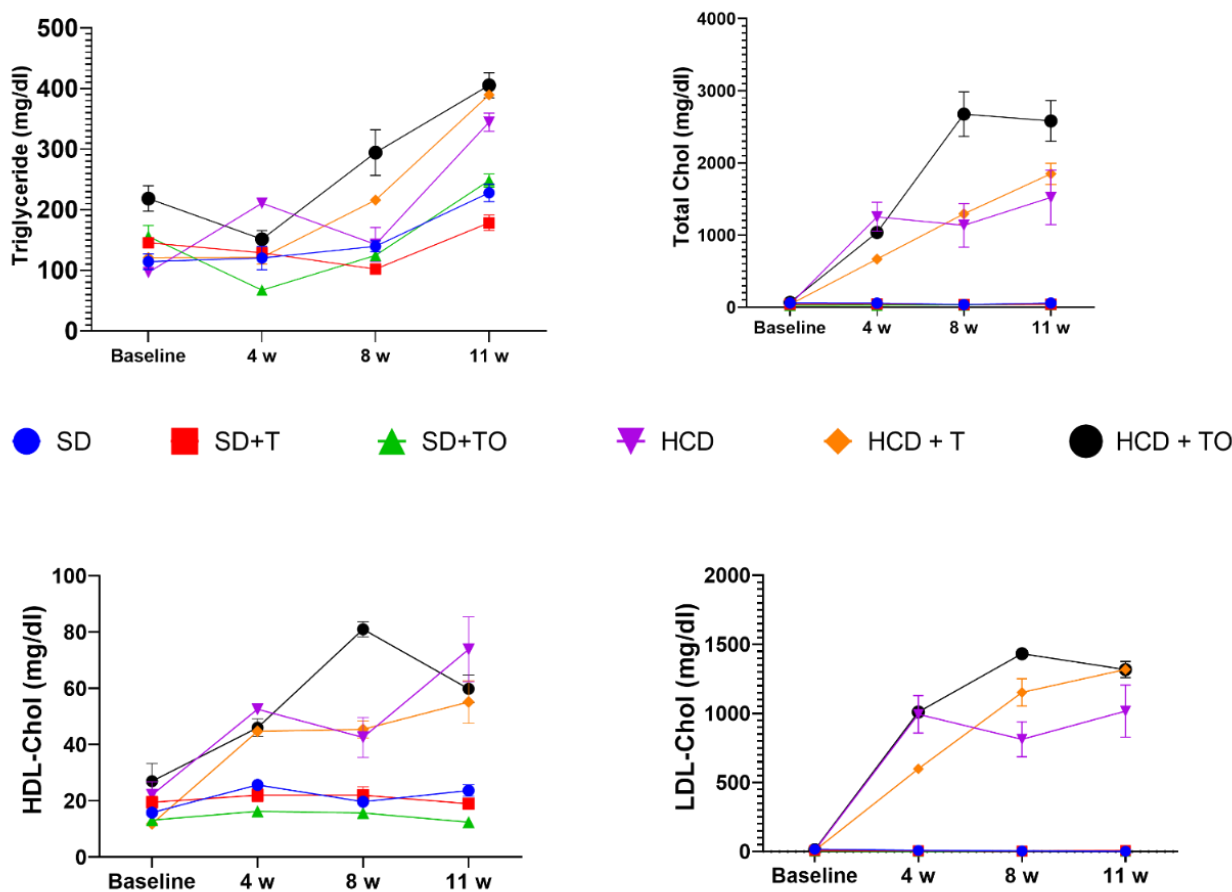 Triglyceride (mg/dl)
500
400
300
200
100
0
Baseline 4 w 8 w 11 w
Total Chol (mg/dl)
4000
3000
2000
1000
0
Baseline 4 w 8 w 11 w
SD SD+T SD+TO HCD HCD + T HCD + TO
HDL-Chol (mg/dl)
100
80
60
40
20
0
Baseline 4 w 8 w 11 w
LDL-Chol (mg/dl)
2000
1500
1000
500
0
Baseline 4 w 8 w 11 w